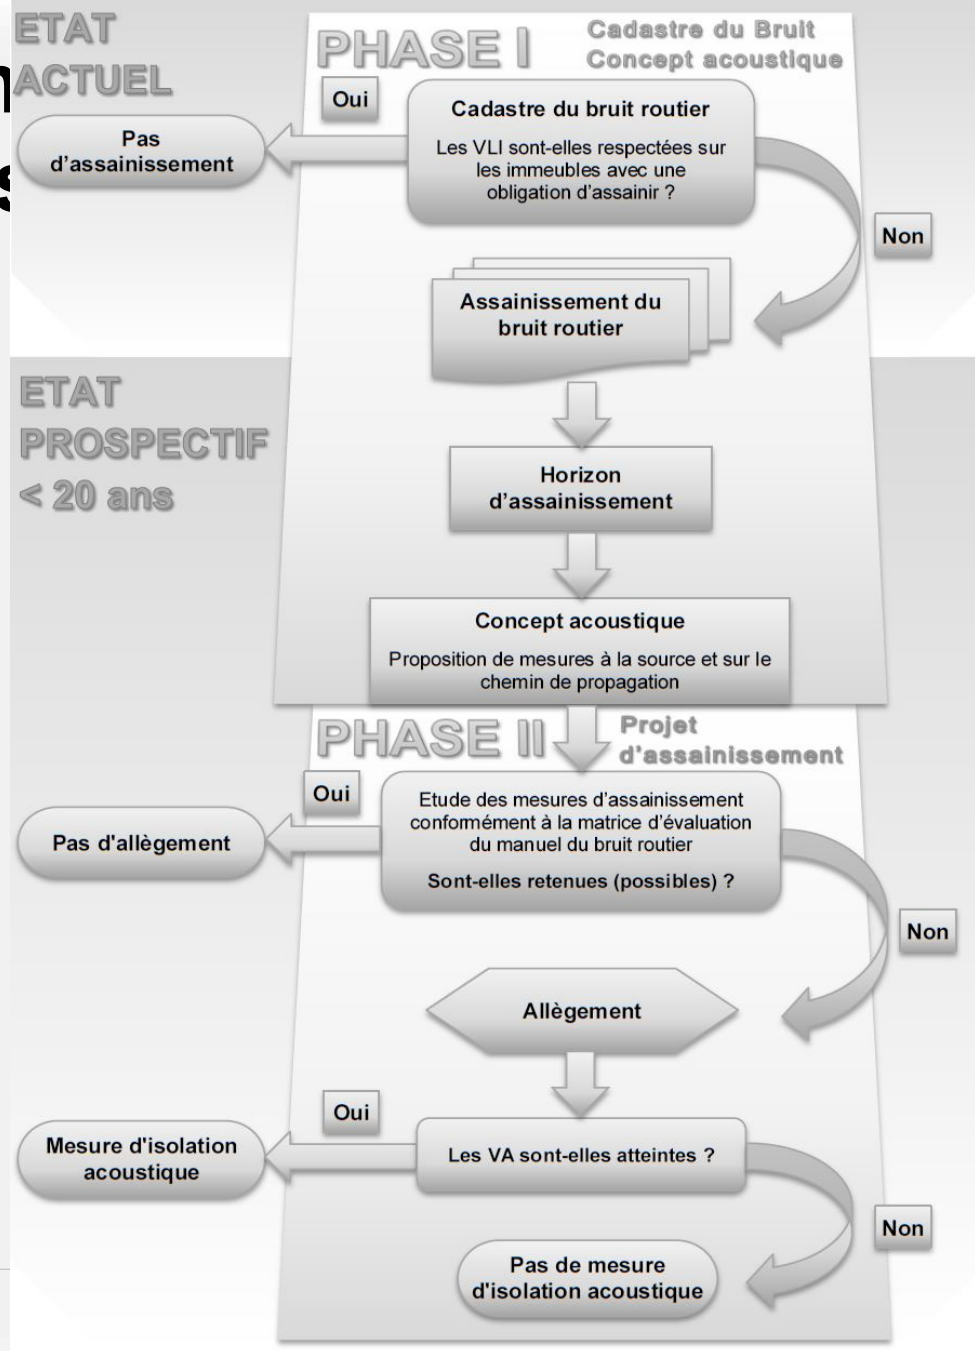 ETAT
ACTUEL
PHASE I
Cadastre du Bruit
Concept acoustique
Oui
Cadastre du bruit routier
Les VLI sont-elles respectées sur
les immeubles avec une
obligation d'assainir ?
Pas
d'assainissement
Non
Assainissement du
bruit routier
ETAT
PROSPECTIF
< 20 ans
Horizon
d'assainissement
Concept acoustique
Proposition de mesures à la source et sur le
chemin de propagation
PHASE II
Projet
d'assainissement
Oui
Etude des mesures d'assainissement
conformément à la matrice d'évaluation
du manuel du bruit routier
Sont-elles retenues (possibles) ?
Pas d'allègement
Non
Allègement
Oui
Les VA sont-elles atteintes ?
Mesure d'isolation
acoustique
Non
Pas de mesure
d'isolation acoustique